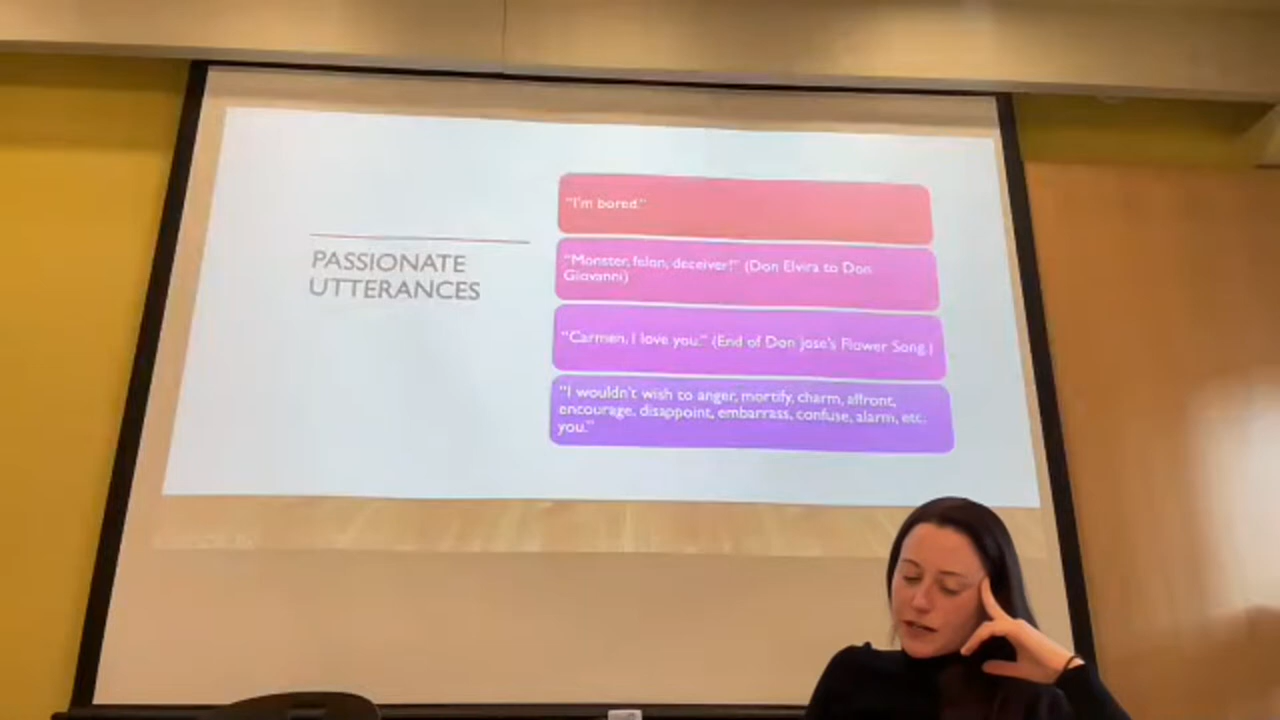 PASSIONATE
UTTERANCES
"I'm bored."
"Monster, felon, deceiver!" (Don Elvira to Don
Giovanni)
"Carmen, I love you." (End of Don Jose's Flower Song.)
"I wouldn't wish to anger, mortify, charm, affront,
encourage, disappoint, embarrass, confuse, alarm, etc.
you."